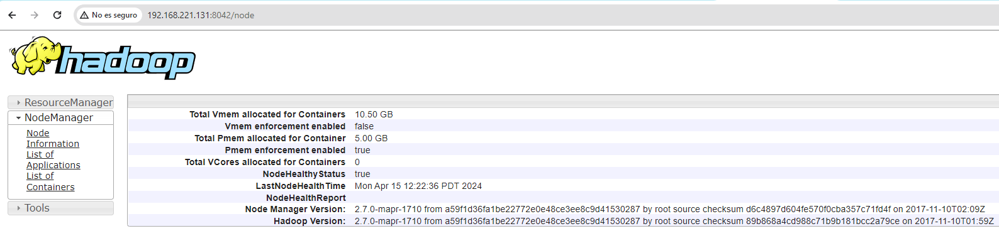 No es seguro 192.168.221.131:8042/node
hadoop
ResourceManager
NodeManager
Node
Information
List of
Applications
List of
Containers
Tools
Total Vmem allocated for Containers 10.50 GB
Vmem enforcement enabled false
Total Pmem allocated for Container 5.00 GB
Pmem enforcement enabled true
Total VCores allocated for Containers 0
NodeHealthyStatus true
LastNodeHealthTime Mon Apr 15 12:22:36 PDT 2024
NodeHealthReport
Node Manager Version: 2.7.0-mapr-1710 from a59f1d36fa1be22772e0e48ce3ee8c9d41530287 by root source checksum d6c4897d604fe570f0cba357c71fd4f on 2017-11-10T02:09Z
Hadoop Version: 2.7.0-mapr-1710 from a59f1d36fa1be22772e0e48ce3ee8c9d41530287 by root source checksum 89b868a4cd988c71b9b181bcc2a79ce on 2017-11-10T01:59Z